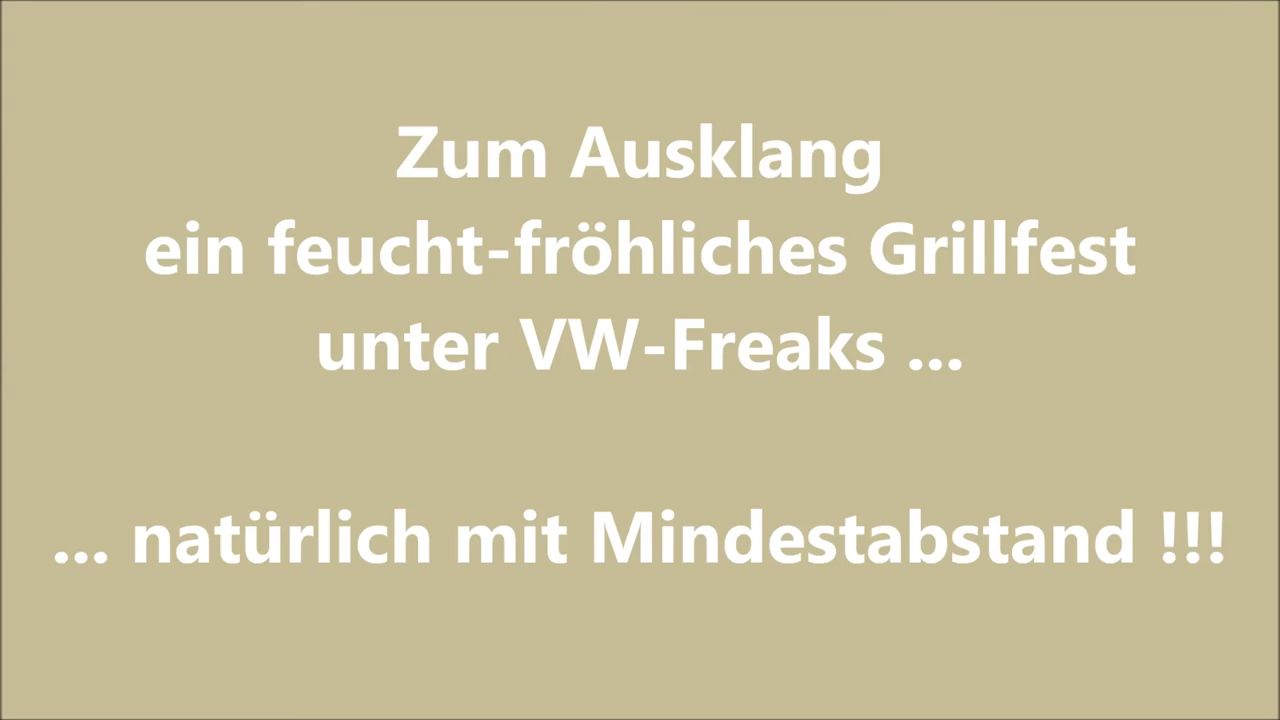 Zum Ausklang
ein feucht-fröhliches Grillfest
unter VW-Freaks ...
... natürlich mit Mindestabstand !!!